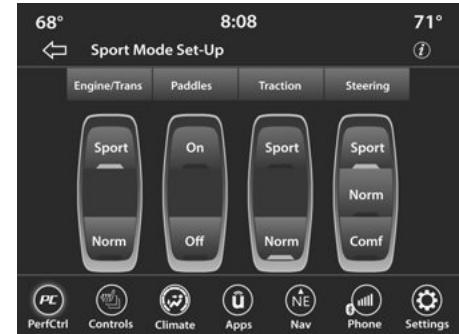 68° 8:08 71°
Sport Mode Set-Up i
Engine/Trans Paddles Traction Steering
Sport On Sport Sport
Norm
Norm Off Norm Comf
PC û NE
PerfCtrl Controls Climate Apps Nav Phone Settings